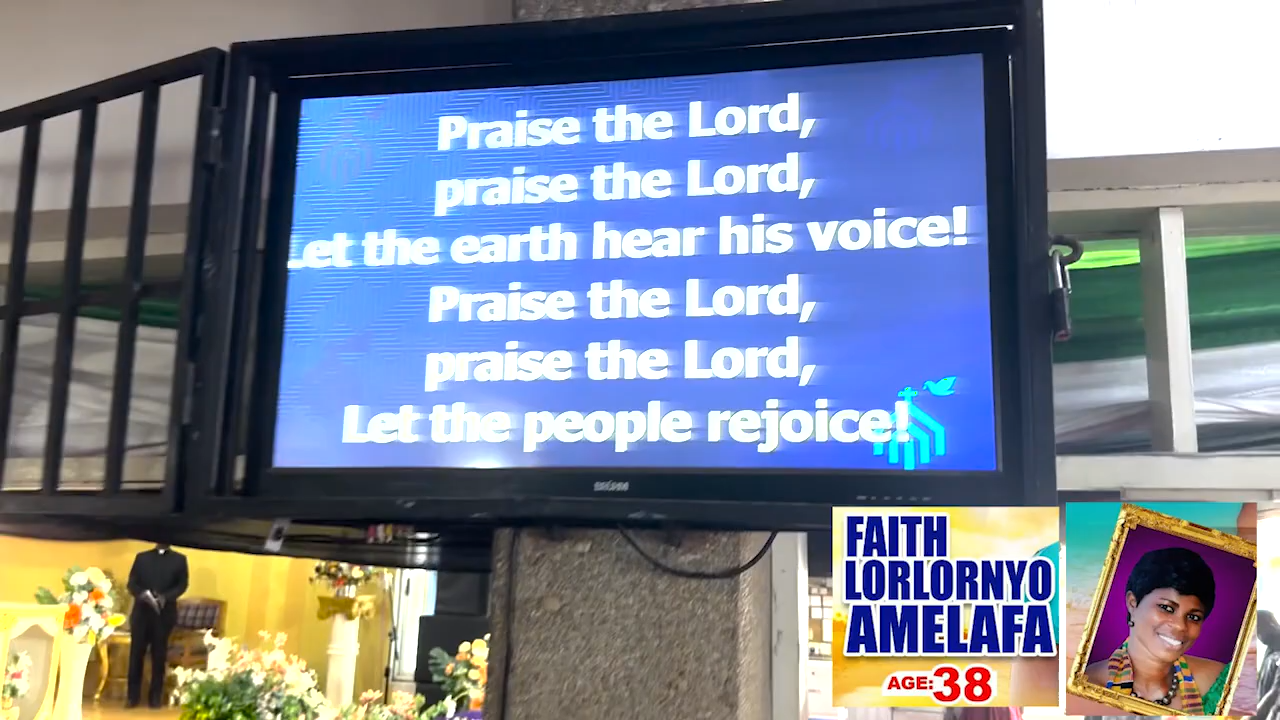 Praise the Lord,
praise the Lord,
Let the earth hear his voice!
Praise the Lord,
praise the Lord,
Let the people rejoice!
FAITH
LORLORNYO
AMELAFA
AGE:38